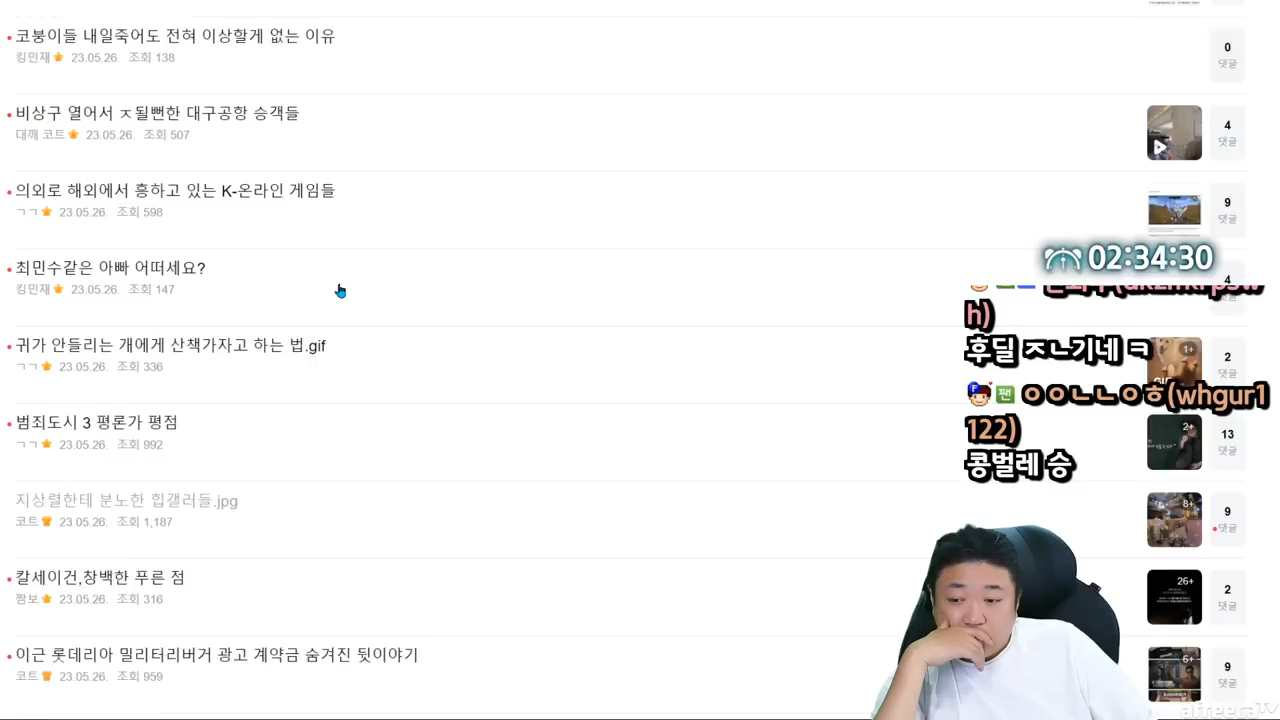 코붕이들 내일죽어도 전혀 이상할게 없는 이유
킹민재 23.05.26. 조회 138
0
댓글
비상구 열어서 ㅈ될뻔한 대구공항 승객들
대깨 코트 23.05.26. 조회 507
4
댓글
의외로 해외에서 흥하고 있는 K-온라인 게임들
ㄱㄱ 23.05.26. 조회 598
9
댓글
02:34:30
최민수같은 아빠 어떠세요?
킹민재 23.05.26. 조회 147
4
h)
후딜 ㅈㄴ기네 ㅋ
귀가 안들리는 개에게 산책가자고 하는 법.gif
ㄱㄱ 23.05.26. 조회 336
1+
2
댓글
F 팬 ㅇㅇㄴㄴㅇㅎ(whgur1
122)
콩벌레 승
범죄도시 3 평론가 평점
ㄱㄱ 23.05.26. 조회 992
2+
13
댓글
지상렬한테 분노한 힙갤러들.jpg
코트 23.05.26. 조회 1,187
8+
9
댓글
칼세이건,창백한 푸른 점
짬보 23.05.26. 조회 316
26+
2
댓글
이근 롯데리아 밀리터리버거 광고 계약금 숨겨진 뒷이야기
코트 23.05.26. 조회 959
6+
9
댓글
afreecaTV